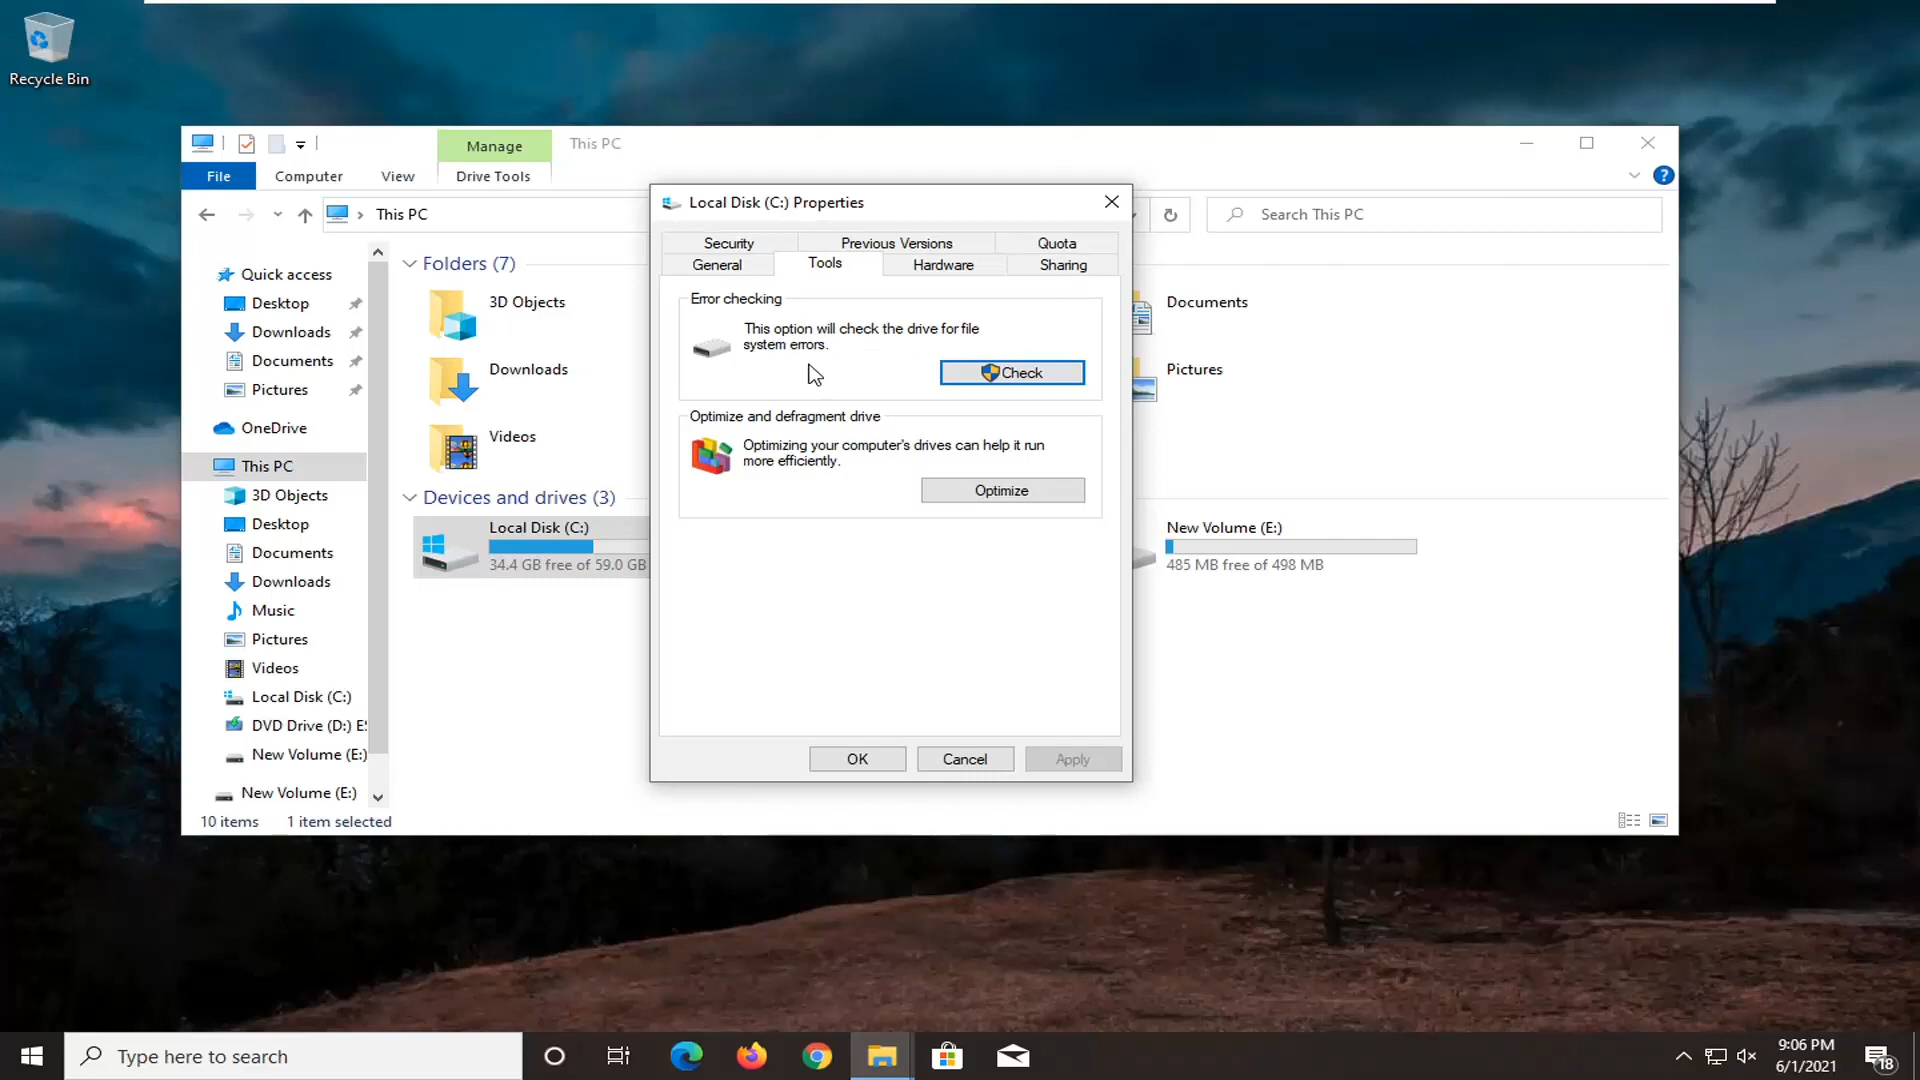 Recycle Bin
Manage
This PC
File
Computer
View
Drive Tools
This PC
Search This PC
Quick access
Desktop
Downloads
Documents
Pictures
OneDrive
This PC
3D Objects
Desktop
Documents
Downloads
Music
Pictures
Videos
Local Disk (C:)
DVD Drive (D:) E
New Volume (E:)
New Volume (E:)
10 items
1 item selected
Folders (7)
3D Objects
Downloads
Videos
Devices and drives (3)
Local Disk (C:)
34.4 GB free of 59.0 GB
Documents
Pictures
New Volume (E:)
485 MB free of 498 MB
Local Disk (C:) Properties
Security
Previous Versions
Quota
General
Tools
Hardware
Sharing
Error checking
This option will check the drive for file
system errors.
Check
Optimize and defragment drive
Optimizing your computer's drives can help it run
more efficiently.
Optimize
OK
Cancel
Apply
Type here to search
9:06 PM
6/1/2021
18